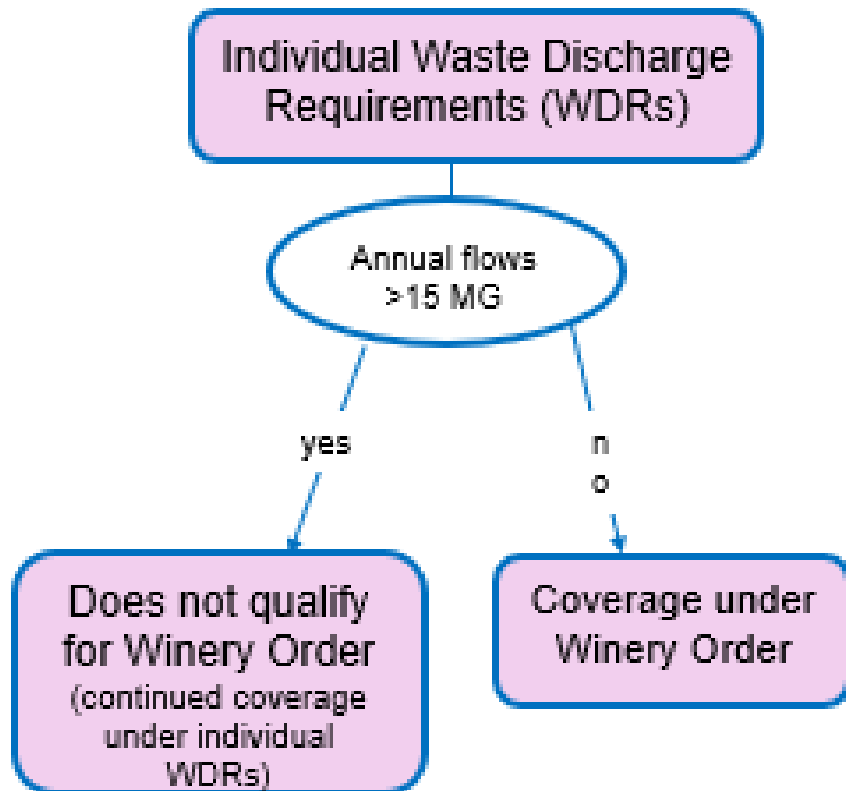 Individual Waste Discharge
Requirements (WDRs)
Annual flows
>15 MG
yes
n
o
Does not qualify
for Winery Order
(continued coverage
under individual
WDRs)
Coverage under
Winery Order